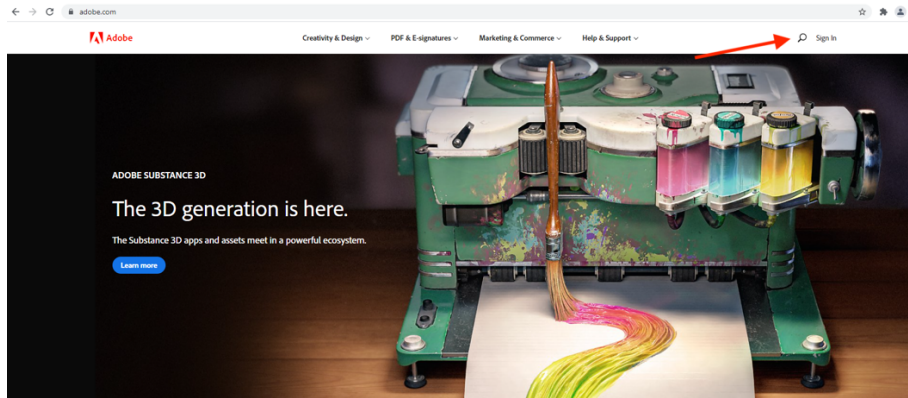 adobe.com
Adobe
Creativity & Design
PDF & E-signatures
Marketing & Commerce
Help & Support
Sign In
ADOBE SUBSTANCE 3D
The 3D generation is here.
The Substance 3D apps and assets meet in a powerful ecosystem.
Learn more